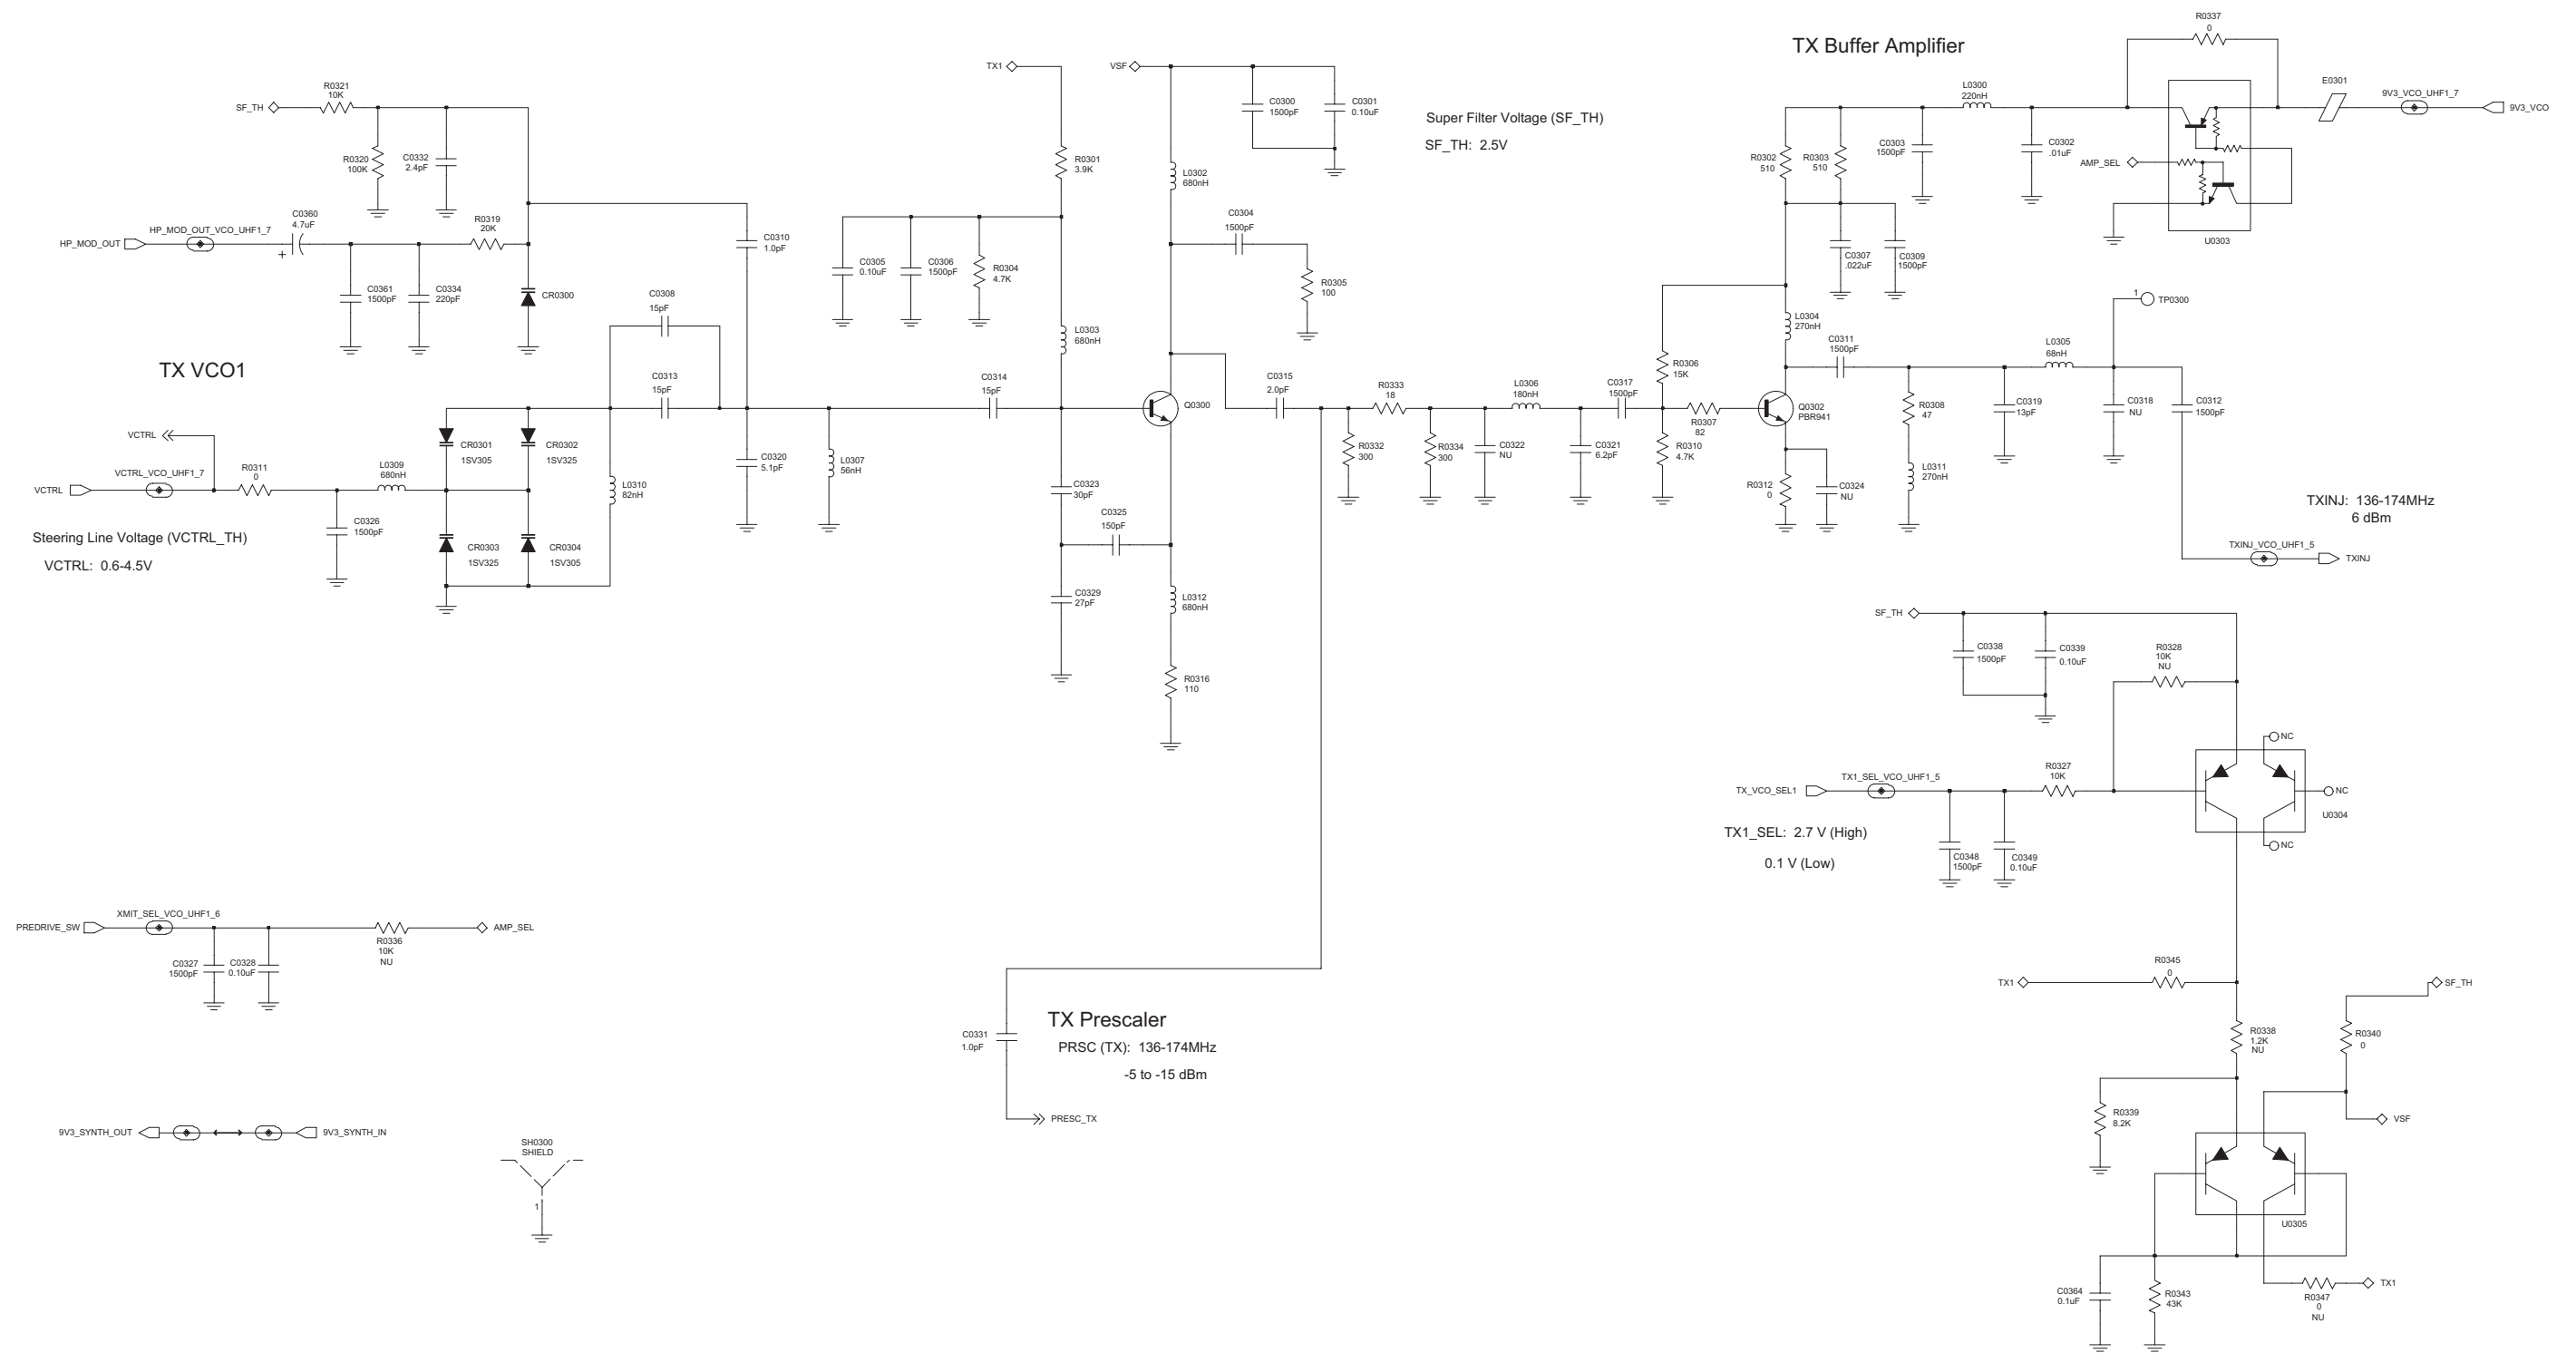 R0337
0
TX Buffer Amplifier
E0301
TX1
VSF
L0300
220nH
R0321
10K
9V3_VCO_UHF1_7
SF_TH
9V3_VCO
C0300
1500pF
C0301
0.10uF
Super Filter Voltage (SF_TH)
SF_TH: 2.5V
R0320
100K
C0332
2.4pF
R0301
3.9K
L0302
680nH
R0302
510
R0303
510
C0303
1500pF
C0302
.01uF
AMP_SEL
U0303
C0360
4.7uF
+
HP_MOD_OUT
HP_MOD_OUT_VCO_UHF1_7
R0319
20K
C0310
1.0pF
C0304
1500pF
C0305
0.10uF
C0306
1500pF
R0304
4.7K
R0305
100
C0307
.022uF
C0309
1500pF
C0361
1500pF
C0334
220pF
CR0300
C0308
15pF
1
TP0300
L0303
680nH
L0304
270nH
C0311
1500pF
L0305
68nH
TX VCO1
C0313
15pF
C0314
15pF
C0315
2.0pF
R0333
18
L0306
180nH
C0317
1500pF
R0306
15K
Q0300
Q0302
PBR941
R0307
82
R0308
47
C0319
13pF
C0318
NU
C0312
1500pF
VCTRL
CR0301
1SV305
CR0302
1SV325
VCTRL_VCO_UHF1_7
R0311
0
L0309
680nH
VCTRL
C0320
5.1pF
L0307
56nH
L0310
82nH
R0332
300
R0334
300
C0322
NU
C0321
6.2pF
R0310
4.7K
L0311
270nH
R0312
0
C0324
NU
C0323
30pF
C0325
150pF
C0326
1500pF
TXINJ: 136-174MHz
6 dBm
Steering Line Voltage (VCTRL_TH)
VCTRL: 0.6-4.5V
CR0303
1SV325
CR0304
1SV305
TXINJ_VCO_UHF1_5
TXINJ
C0329
27pF
L0312
680nH
SF_TH
C0338
1500pF
C0339
0.10uF
R0328
10K
NU
R0316
110
NC
NC
NC
U0304
R0327
10K
TX1_SEL_VCO_UHF1_5
TX_VCO_SEL1
TX1_SEL: 2.7 V (High)
0.1 V (Low)
C0348
1500pF
C0349
0.10uF
XMIT_SEL_VCO_UHF1_6
PREDRIVE_SW
R0336
10K
NU
AMP_SEL
C0327
1500pF
C0328
0.10uF
R0345
0
TX1
SF_TH
TX Prescaler
C0331
1.0pF
PRSC (TX): 136-174MHz
-5 to -15 dBm
PRESC_TX
R0338
1.2K
NU
R0340
0
R0339
8.2K
VSF
9V3_SYNTH_OUT
9V3_SYNTH_IN
SH0300
SHIELD
1
U0305
C0364
0.1uF
R0343
43K
TX1
R0347
0
NU